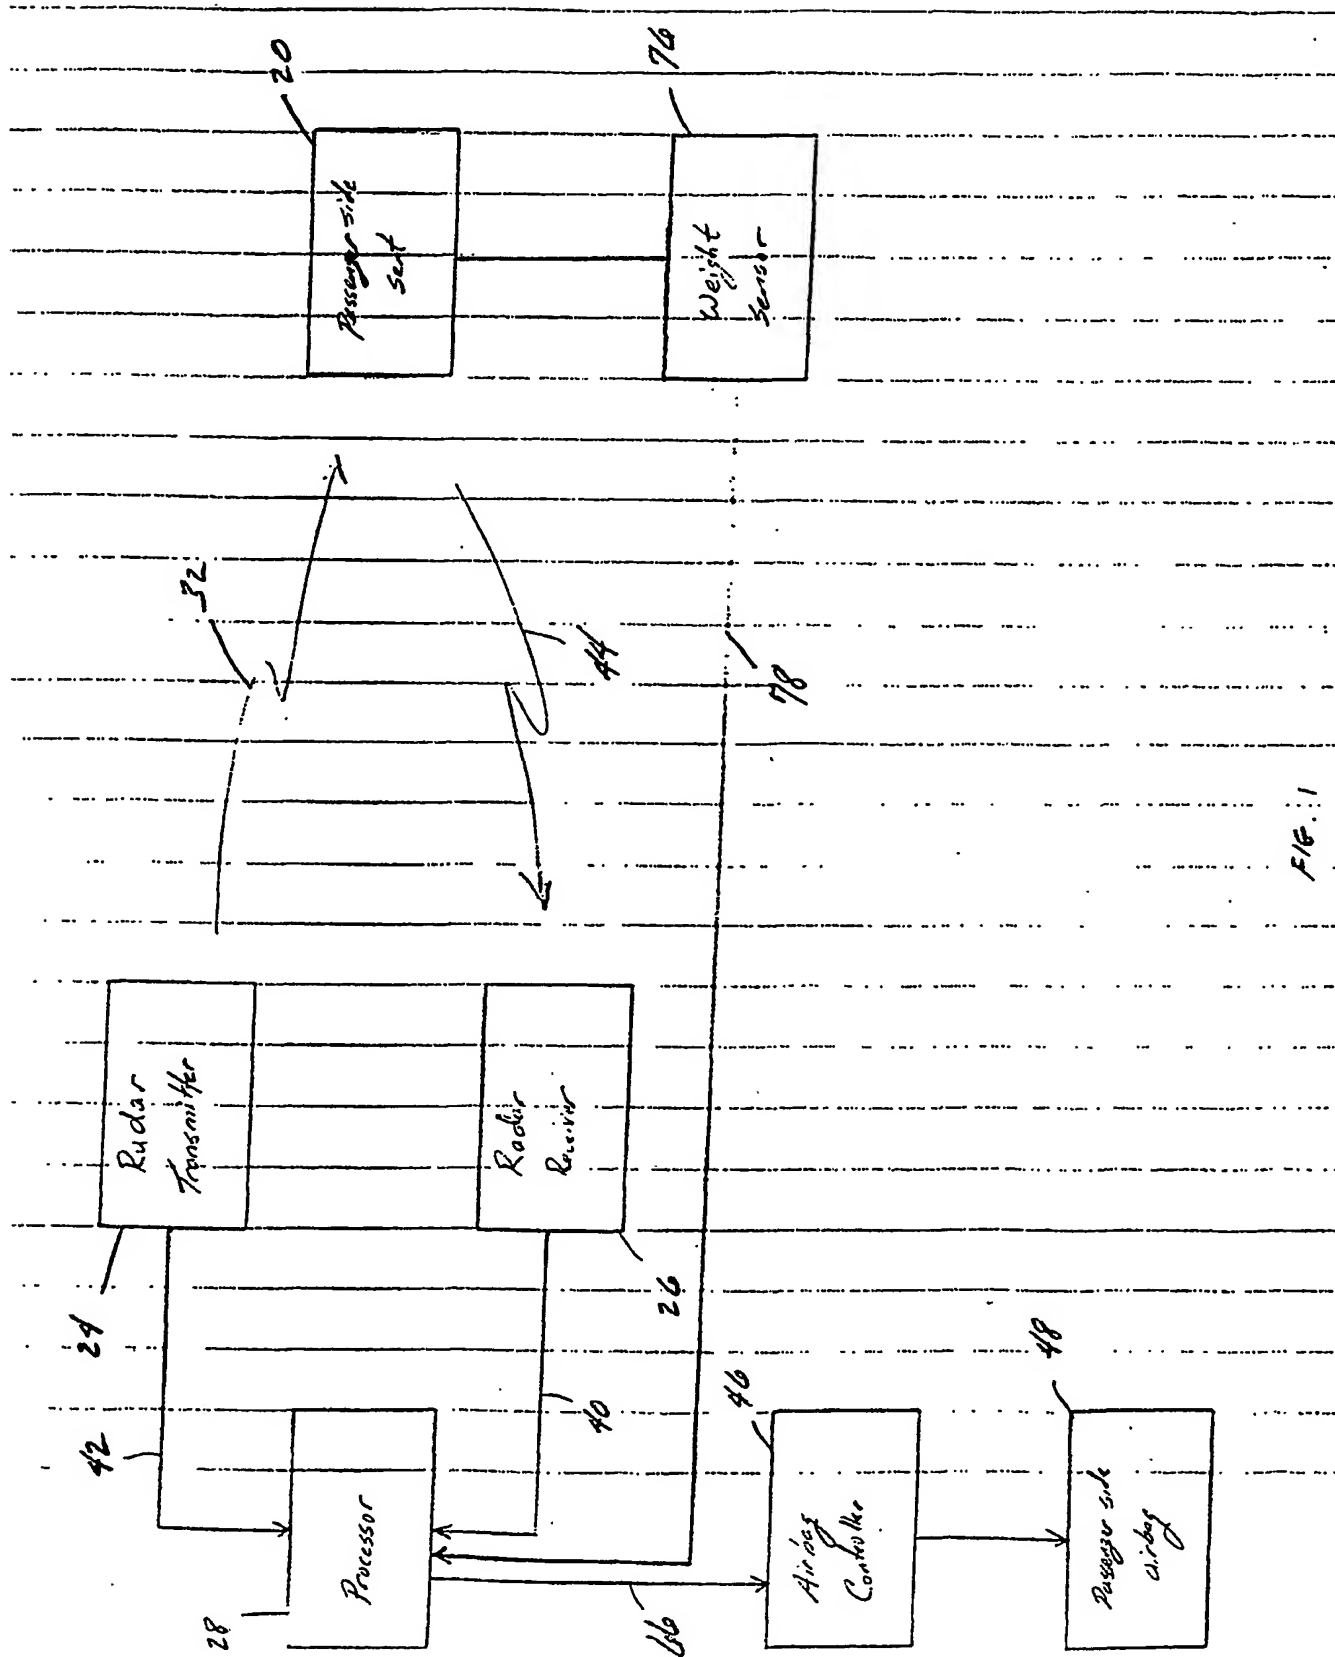 42
24
Radar
Transmitter
32
28
20
Processor
Passenger side
Seat
Radar
Receiver
40
44
66
26
76
Weight
Sensor
46
78
Airbag
Controller
48
Passenger side
airbag
FIG. 1